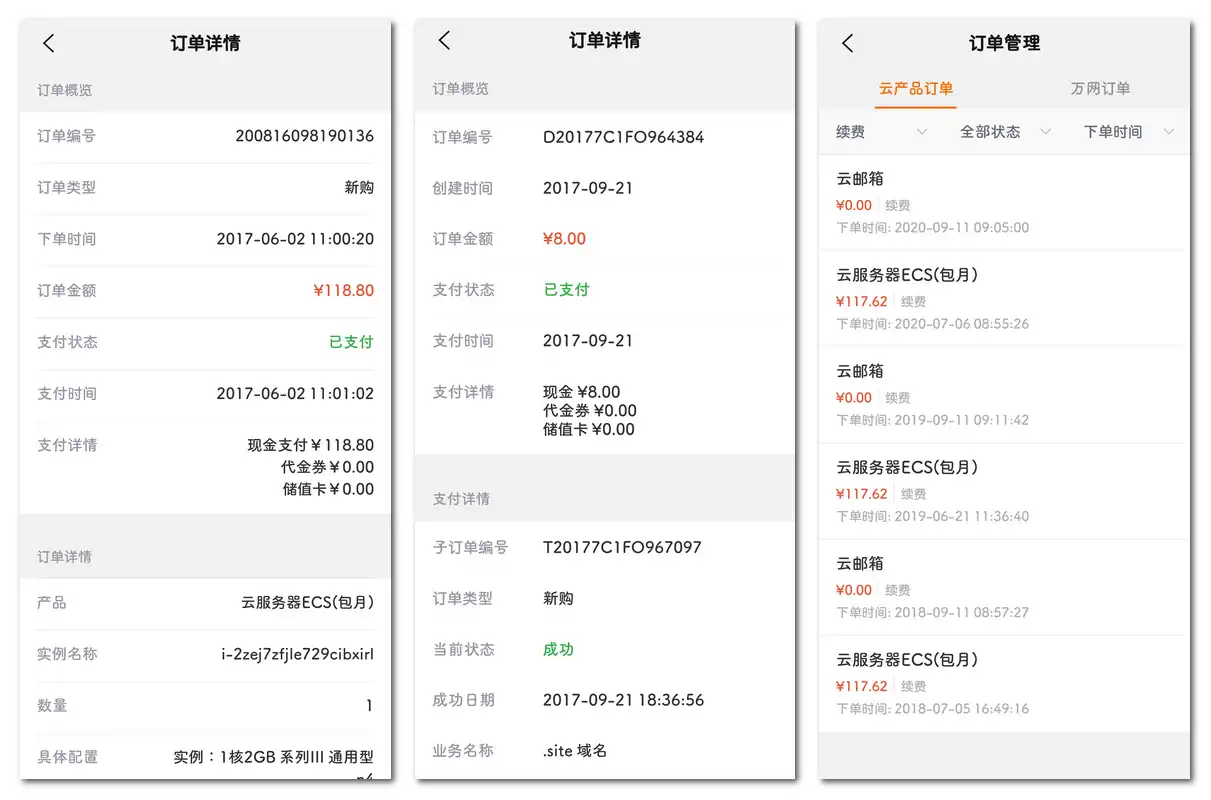 订单详情
订单概览
订单编号 200816098190136
订单类型 新购
下单时间 2017-06-02 11:00:20
订单金额 ¥118.80
支付状态 已支付
支付时间 2017-06-02 11:01:02
支付详情 现金支付¥118.80
代金券¥0.00
储值卡¥0.00
订单详情
产品 云服务器ECS(包月)
实例名称 i-2zej7zfjle729cibxirl
数量 1
具体配置 实例：1核2GB 系列III 通用型
n4
订单详情
订单概览
订单编号 D20177C1FO964384
创建时间 2017-09-21
订单金额 ¥8.00
支付状态 已支付
支付时间 2017-09-21
支付详情 现金 ¥8.00
代金券 ¥0.00
储值卡 ¥0.00
支付详情
子订单编号 T20177C1FO967097
订单类型 新购
当前状态 成功
成功日期 2017-09-21 18:36:56
业务名称 .site 域名
订单管理
云产品订单 万网订单
续费 全部状态 下单时间
云邮箱
¥0.00 续费
下单时间: 2020-09-11 09:05:00
云服务器ECS(包月)
¥117.62 续费
下单时间: 2020-07-06 08:55:26
云邮箱
¥0.00 续费
下单时间: 2019-09-11 09:11:42
云服务器ECS(包月)
¥117.62 续费
下单时间: 2019-06-21 11:36:40
云邮箱
¥0.00 续费
下单时间: 2018-09-11 08:57:27
云服务器ECS(包月)
¥117.62 续费
下单时间: 2018-07-05 16:49:16